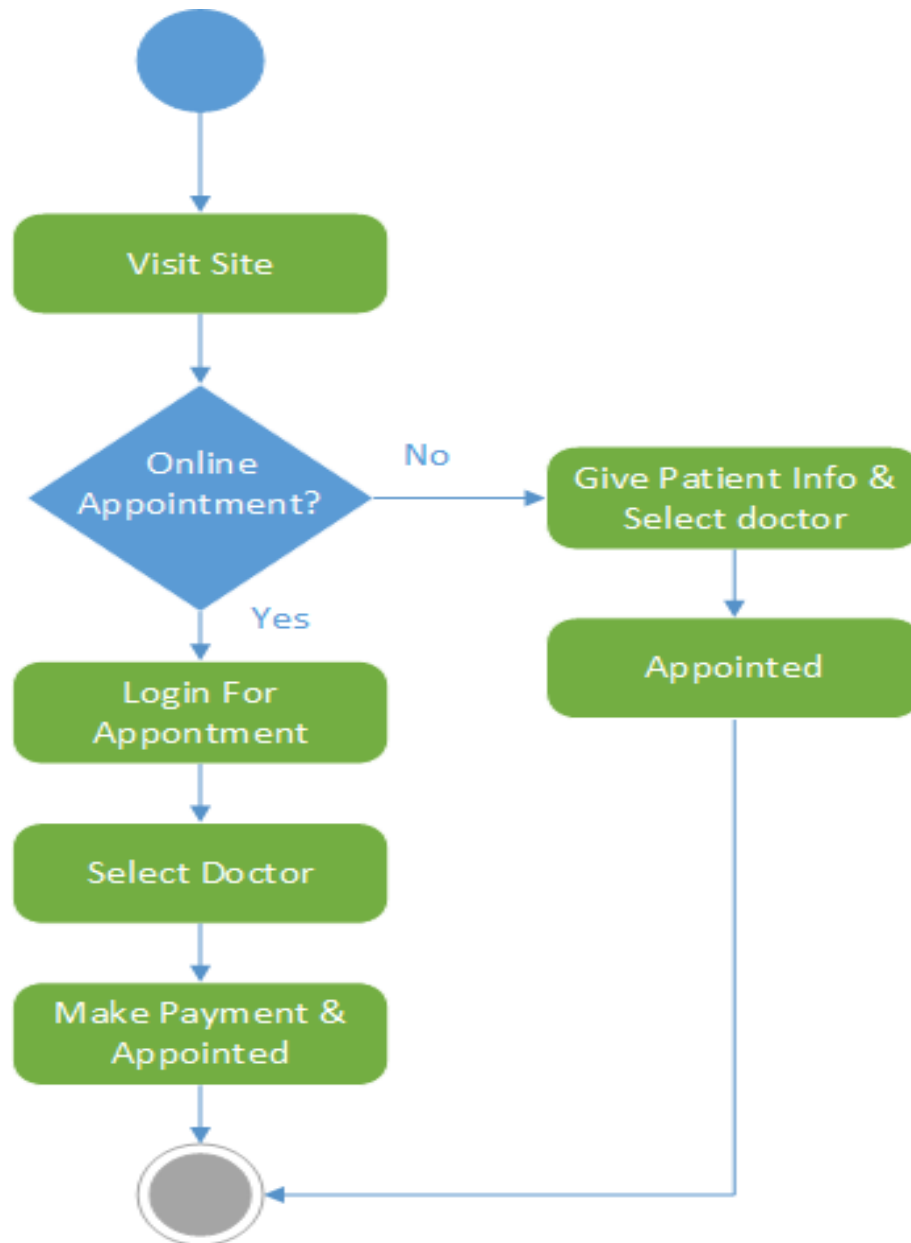 Visit Site
Online
Appointment?
No
Give Patient Info &
Select doctor
Yes
Appointed
Login For
Appontment
Select Doctor
Make Payment &
Appointed